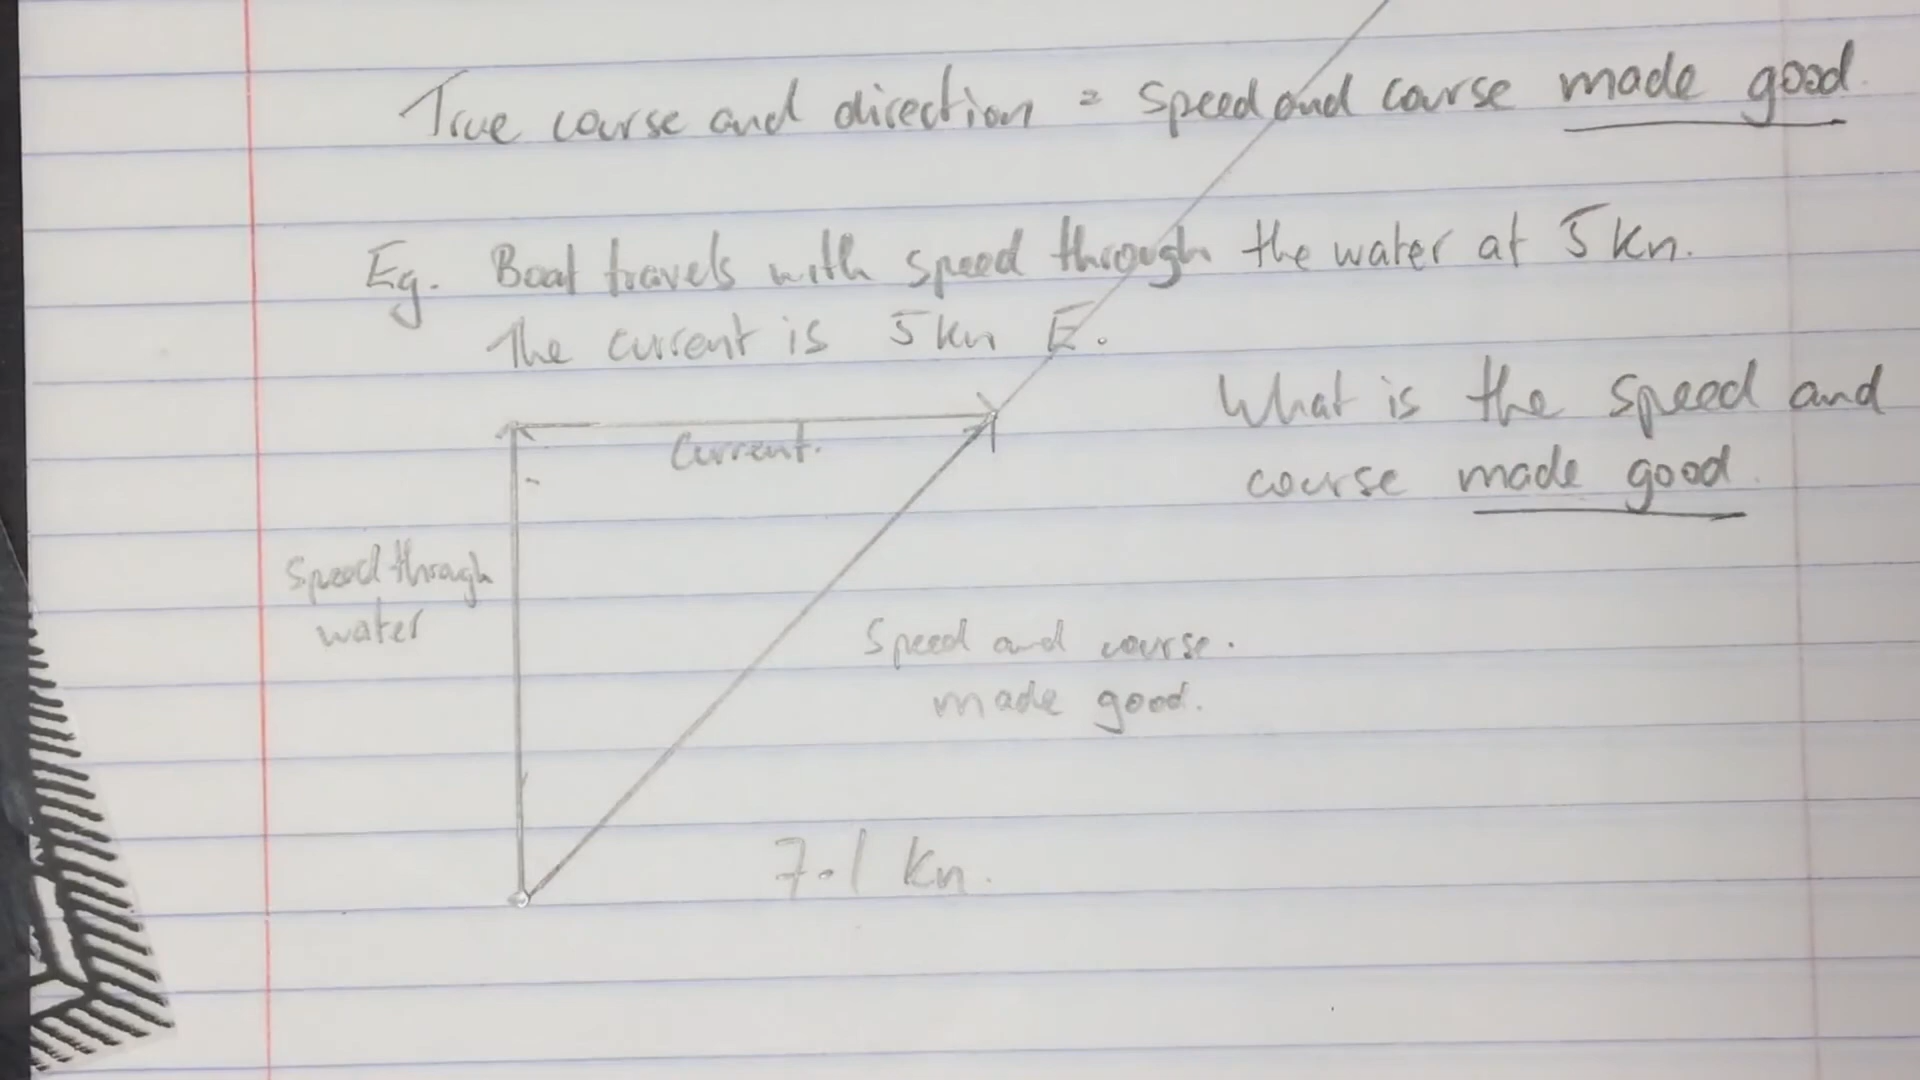 True course and direction = speed and course made good.
Eg. Boat travels with speed through the water at 5 kn.
The current is 5 kn E.
What is the speed and
course made good.
Current.
Speed through
water
Speed and course.
made good.
7.1 kn.